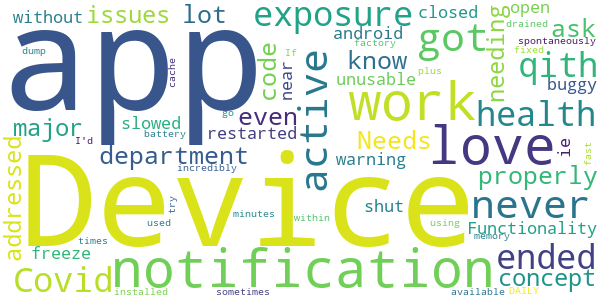 without issues lot exposure closed open ask
dump
android
drained
spontaneously
app
cache
code
If
near
got
know
needing
qith
factory
fixed
buggy
unusable
plus
active
work
health
major
slowed
even
I'd
battery
restarted
go
Needs
love
ie
fast
addressed
department
incredibly
warning
properly
Device
try
shut
never
used
minutes
within
using
Functionality
freeze
times
memory
ended
Covid
notification
concept
installed
sometimes
available
DAILY